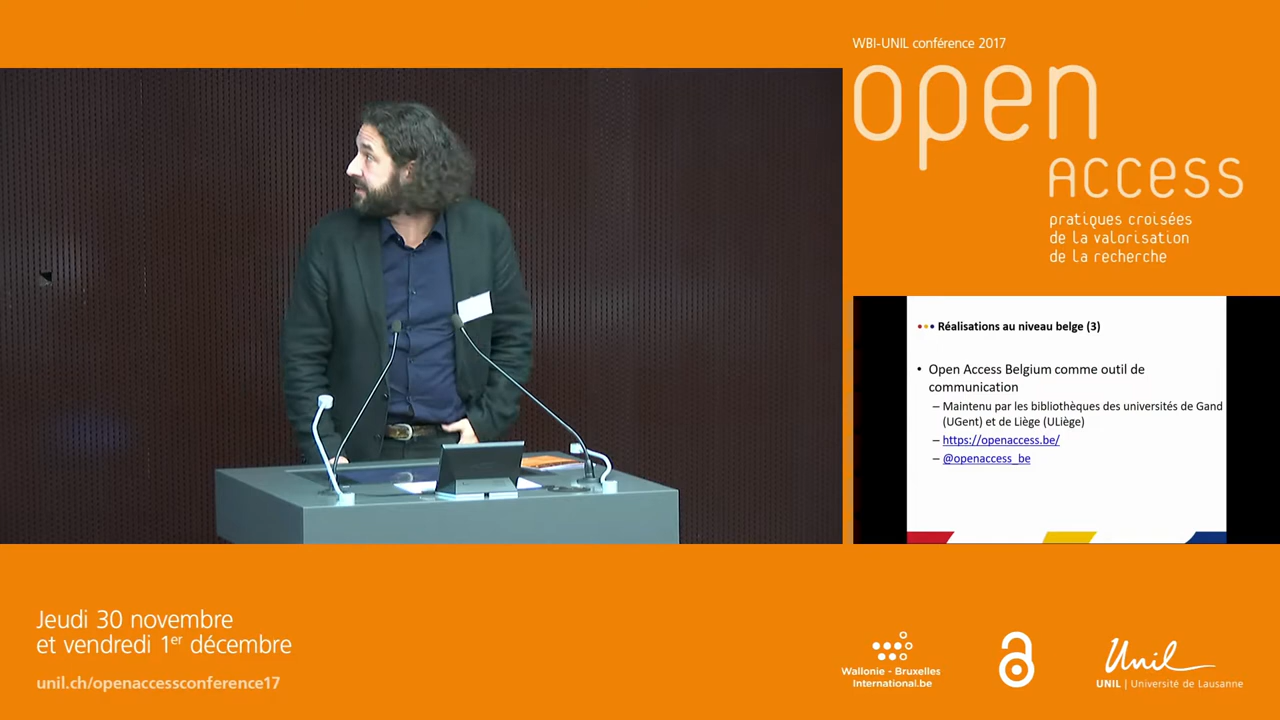 WBI-UNIL conférence 2017
open
access
pratiques croisées
de la valorisation
de la recherche
Réalisations au niveau belge (3)
• Open Access Belgium comme outil de
communication
– Maintenu par les bibliothèques des universités de Gand
(UGent) et de Liège (ULiège)
– https://openaccess.be/
– @openaccess_be
Jeudi 30 novembre
et vendredi 1er décembre
unil.ch/openaccessconference17
Wallonie - Bruxelles
International.be
Unil
UNIL | Université de Lausanne